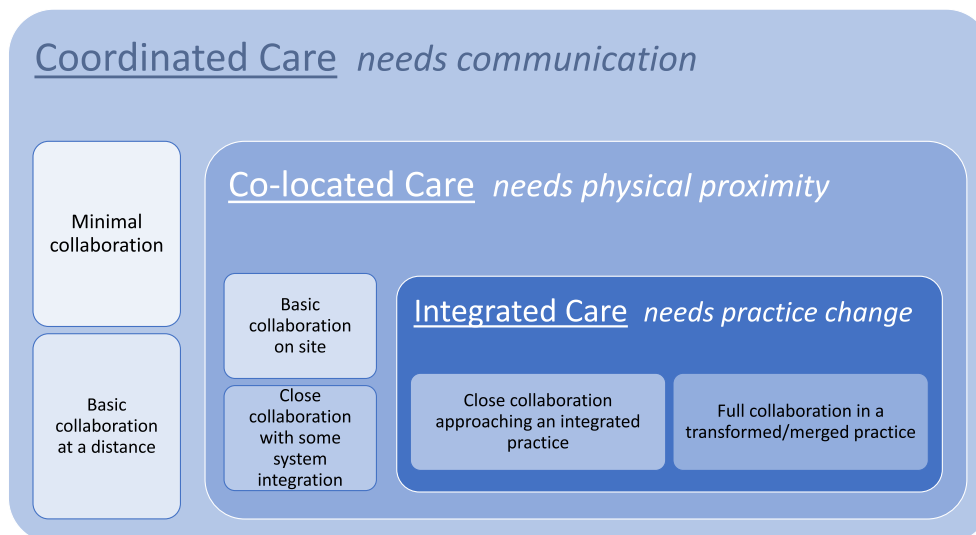 Coordinated Care needs communication
Minimal
collaboration
Basic
collaboration
at a distance
Co-located Care needs physical proximity
Basic
collaboration
on site
Close
collaboration
with some
system
integration
Integrated Care needs practice change
Close collaboration
approaching an integrated
practice
Full collaboration in a
transformed/merged practice